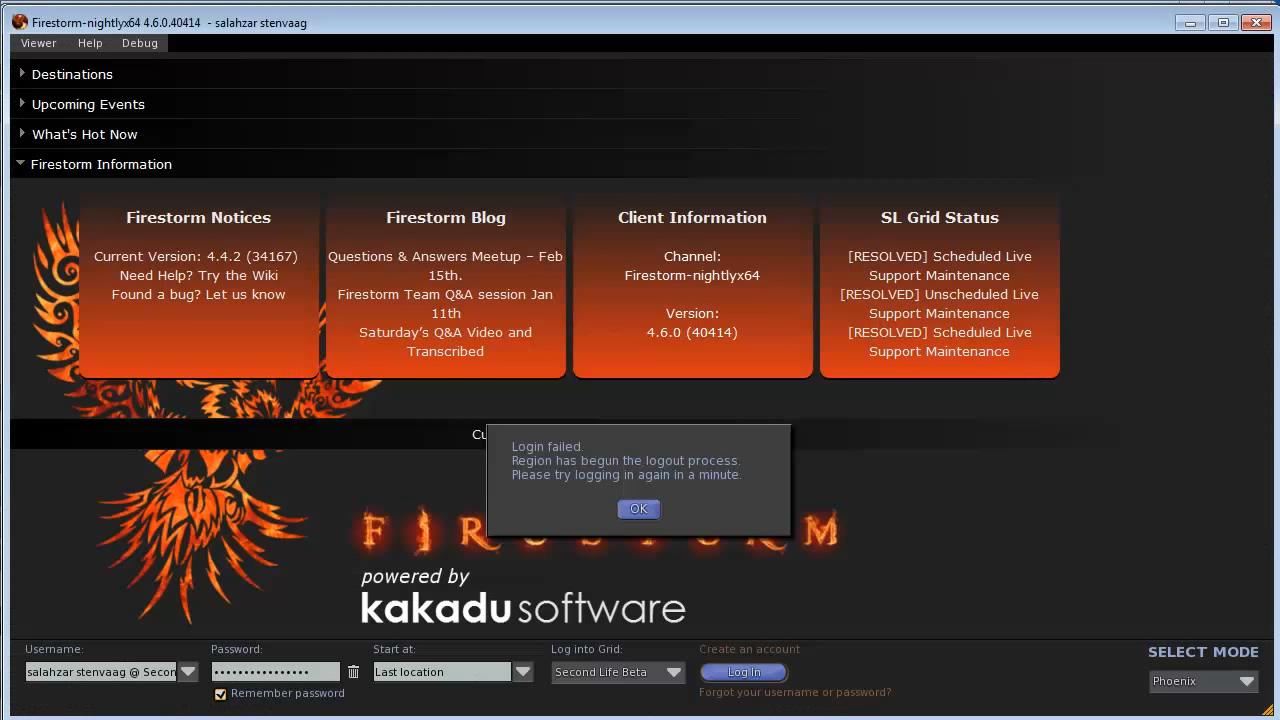 Firestorm-nightlyx64 4.6.0.40414 - salahzar stenvaag
Viewer Help Debug
Destinations
Upcoming Events
What's Hot Now
Firestorm Information
Firestorm Notices
Current Version: 4.4.2 (34167)
Need Help? Try the Wiki
Found a bug? Let us know
Firestorm Blog
Questions & Answers Meetup – Feb
15th.
Firestorm Team Q&A session Jan
11th
Saturday's Q&A Video and
Transcribed
Client Information
Channel:
Firestorm-nightlyx64
Version:
4.6.0 (40414)
SL Grid Status
[RESOLVED] Scheduled Live
Support Maintenance
[RESOLVED] Unscheduled Live
Support Maintenance
[RESOLVED] Scheduled Live
Support Maintenance
Login failed.
Region has begun the logout process.
Please try logging in again in a minute.
OK
FIRESTORM
powered by
kakadu software
Username:
salahzar stenvaag @ Secon
Password:
•••••••••••••••
Remember password
Start at:
Last location
Log into Grid:
Second Life Beta
Create an account
Log In
Forgot your username or password?
SELECT MODE
Phoenix